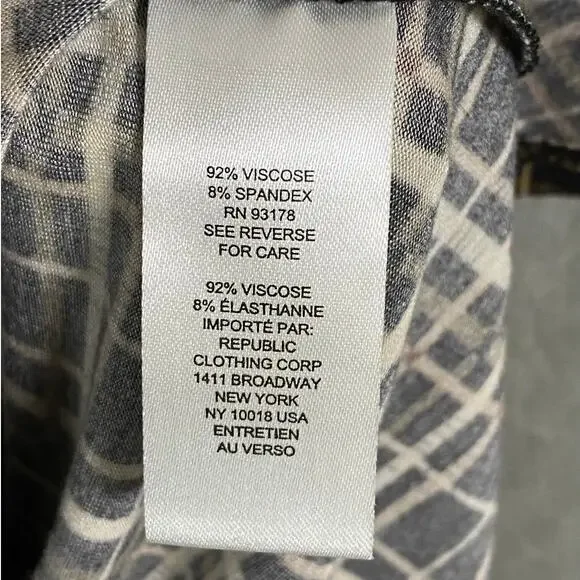 92% VISCOSE
8% SPANDEX
RN 93178
SEE REVERSE
FOR CARE
92% VISCOSE
8% ÉLASTHANNE
IMPORTÉ PAR:
REPUBLIC
CLOTHING CORP
1411 BROADWAY
NEW YORK
NY 10018 USA
ENTRETIEN
AU VERSO